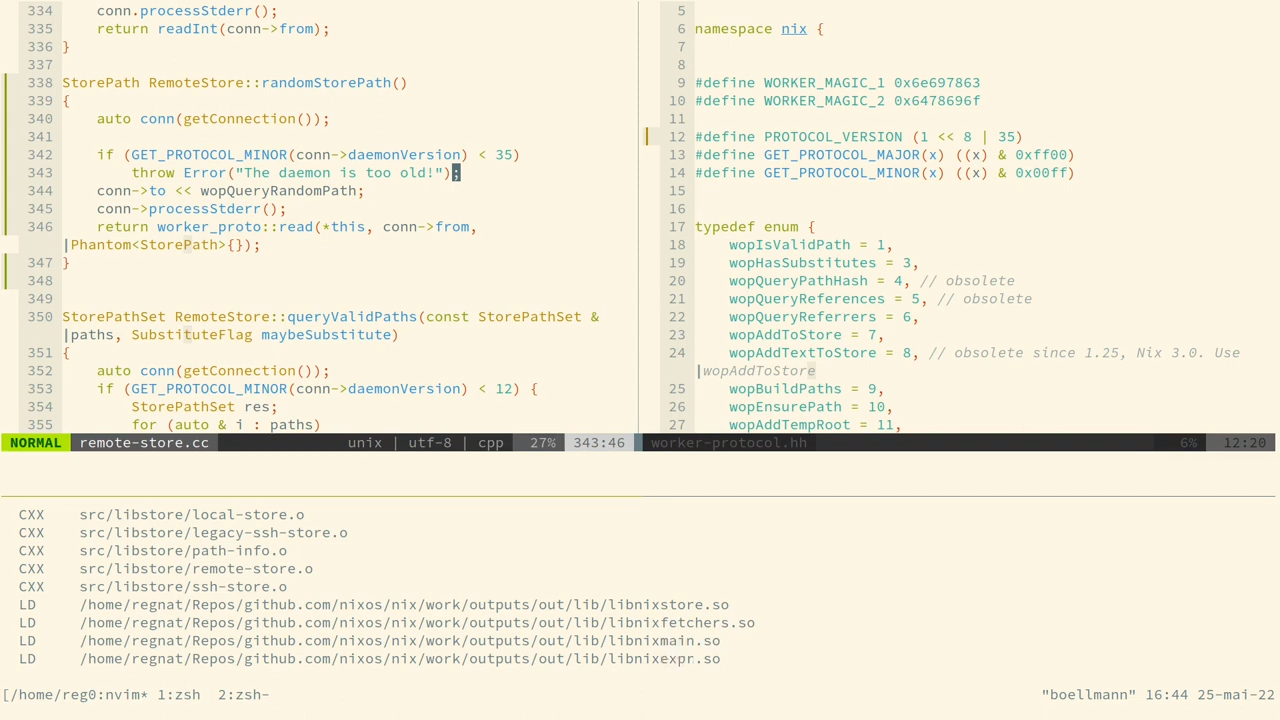 334     conn.processStderr();
335     return readInt(conn->from);
336 }
337
338 StorePath RemoteStore::randomStorePath()
339 {
340     auto conn(getConnection());
341
342     if (GET_PROTOCOL_MINOR(conn->daemonVersion) < 35)
343         throw Error("The daemon is too old!");
344     conn->to << wopQueryRandomPath;
345     conn->processStderr();
346     return worker_proto::read(*this, conn->from,
|Phantom<StorePath>{});
347 }
348
349
350 StorePathSet RemoteStore::queryValidPaths(const StorePathSet &
|paths, SubstituteFlag maybeSubstitute)
351 {
352     auto conn(getConnection());
353     if (GET_PROTOCOL_MINOR(conn->daemonVersion) < 12) {
354         StorePathSet res;
355         for (auto & i : paths)
NORMAL remote-store.cc unix | utf-8 | cpp 27% 343:46
5
6 namespace nix {
7
8
9 #define WORKER_MAGIC_1 0x6e697863
10 #define WORKER_MAGIC_2 0x6478696f
11
12 #define PROTOCOL_VERSION (1 << 8 | 35)
13 #define GET_PROTOCOL_MAJOR(x) ((x) & 0xff00)
14 #define GET_PROTOCOL_MINOR(x) ((x) & 0x00ff)
15
16
17 typedef enum {
18     wopIsValidPath = 1,
19     wopHasSubstitutes = 3,
20     wopQueryPathHash = 4, // obsolete
21     wopQueryReferences = 5, // obsolete
22     wopQueryReferrers = 6,
23     wopAddToStore = 7,
24     wopAddTextToStore = 8, // obsolete since 1.25, Nix 3.0. Use
|wopAddToStore
25     wopBuildPaths = 9,
26     wopEnsurePath = 10,
27     wopAddTempRoot = 11,
worker-protocol.hh 6% 12:20
CXX    src/libstore/local-store.o
CXX    src/libstore/legacy-ssh-store.o
CXX    src/libstore/path-info.o
CXX    src/libstore/remote-store.o
CXX    src/libstore/ssh-store.o
LD     /home/regnat/Repos/github.com/nixos/nix/work/outputs/out/lib/libnixstore.so
LD     /home/regnat/Repos/github.com/nixos/nix/work/outputs/out/lib/libnixfetchers.so
LD     /home/regnat/Repos/github.com/nixos/nix/work/outputs/out/lib/libnixmain.so
LD     /home/regnat/Repos/github.com/nixos/nix/work/outputs/out/lib/libnixexpr.so
[/home/reg0:nvim* 1:zsh  2:zsh- "boellmann" 16:44 25-mai-22